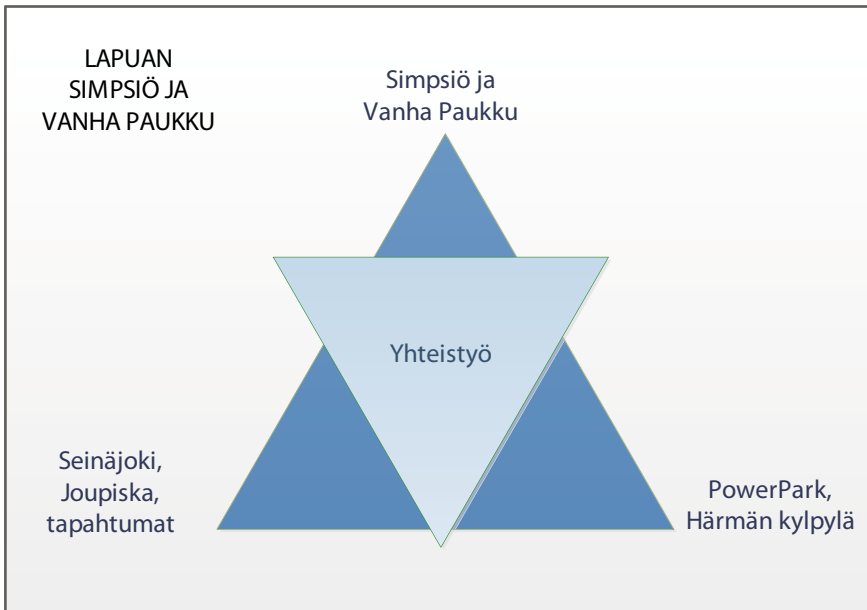 LAPUAN
SIMPSIÖ JA
VANHA PAUKKU
Simpsiö ja
Vanha Paukku
Yhteistyö
Seinäjoki,
Joupiska,
tapahtumat
PowerPark,
Härmän kylpylä